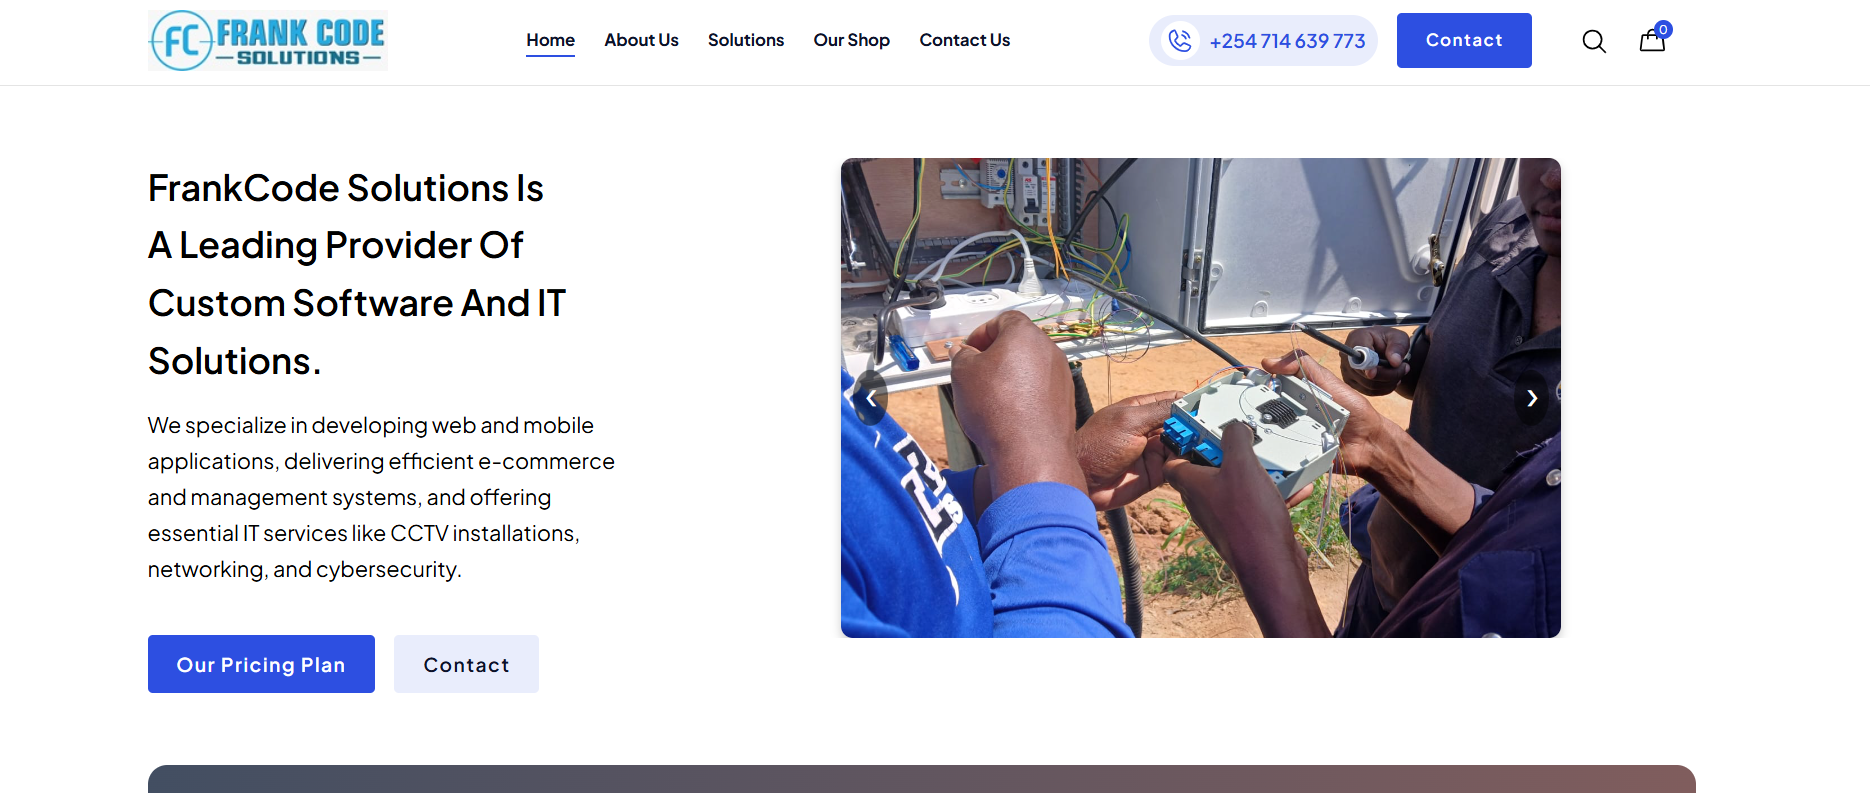 FC FRANK CODE
SOLUTIONS
Home
About Us
Solutions
Our Shop
Contact Us
+254 714 639 773
Contact
0
FrankCode Solutions Is
A Leading Provider Of
Custom Software And IT
Solutions.
We specialize in developing web and mobile
applications, delivering efficient e-commerce
and management systems, and offering
essential IT services like CCTV installations,
networking, and cybersecurity.
Our Pricing Plan
Contact